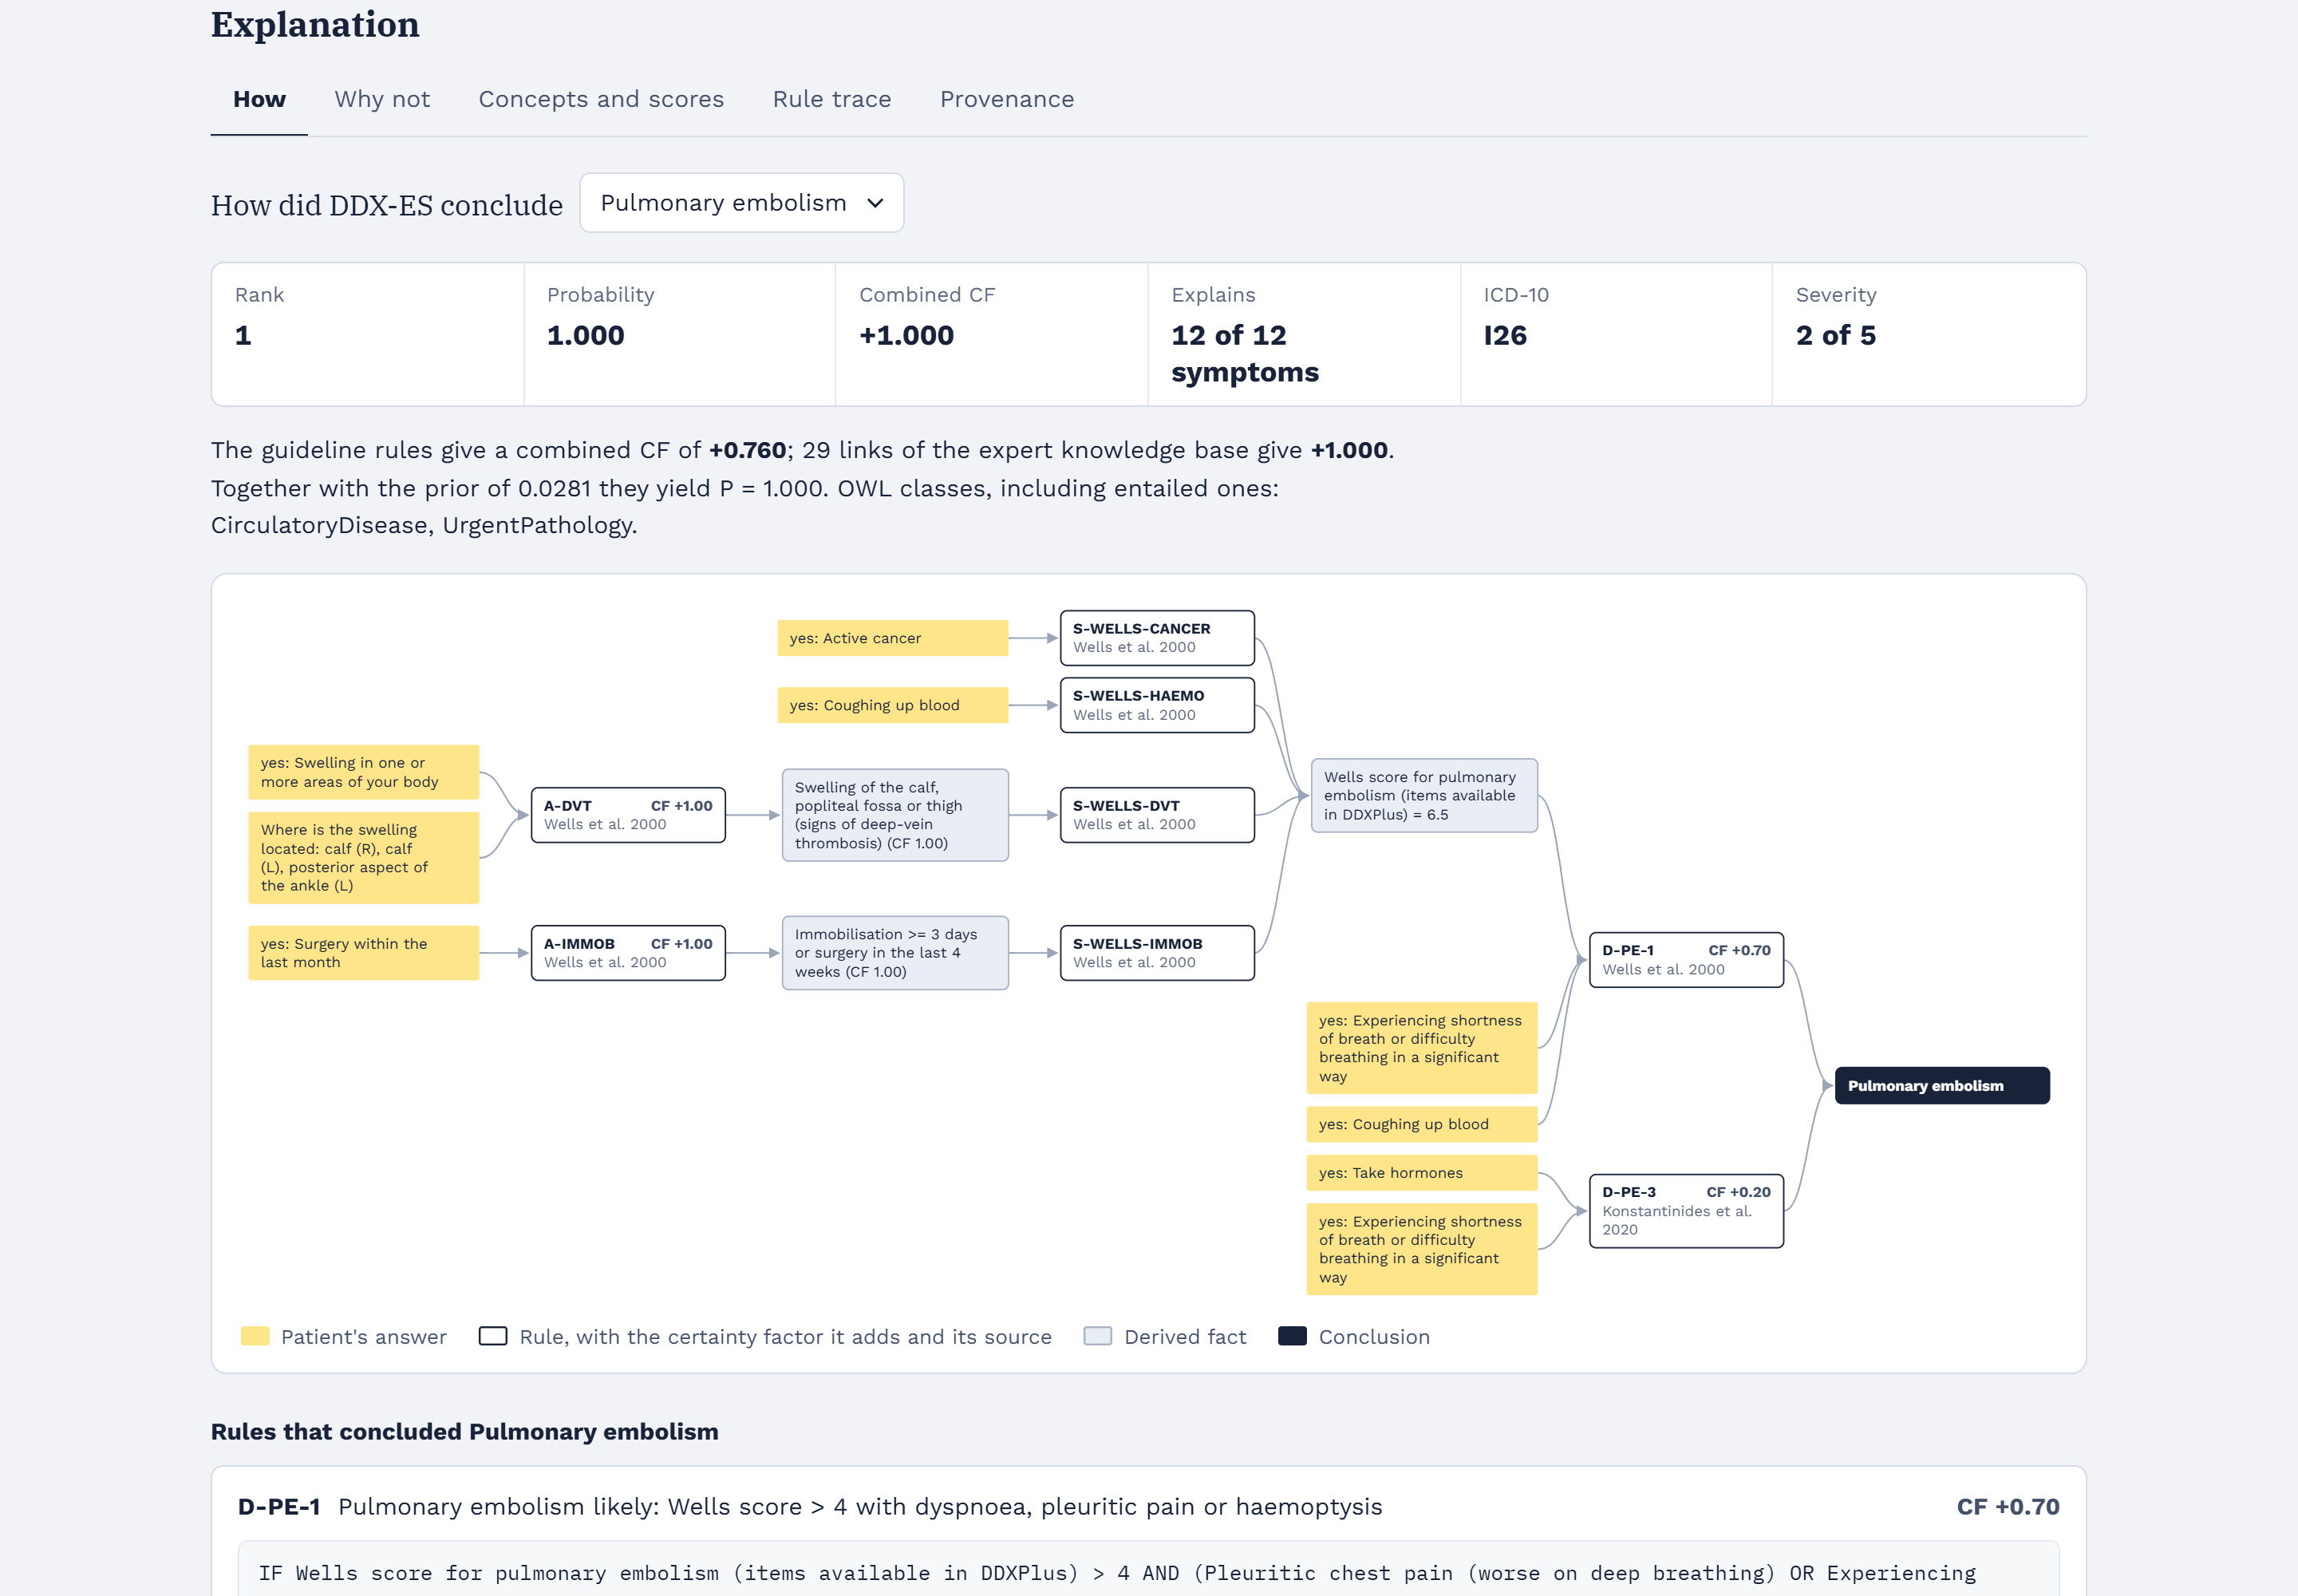 Explanation
How
Why not
Concepts and scores
Rule trace
Provenance
How did DDX-ES conclude
Pulmonary embolism
Rank
1
Probability
1.000
Combined CF
+1.000
Explains
12 of 12
symptoms
ICD-10
I26
Severity
2 of 5
The guideline rules give a combined CF of +0.760; 29 links of the expert knowledge base give +1.000.
Together with the prior of 0.0281 they yield P = 1.000. OWL classes, including entailed ones:
CirculatoryDisease, UrgentPathology.
yes: Active cancer
S-WELLS-CANCER
Wells et al. 2000
yes: Coughing up blood
S-WELLS-HAEMO
Wells et al. 2000
yes: Swelling in one or
more areas of your body
Where is the swelling
located: calf (R), calf
(L), posterior aspect of
the ankle (L)
A-DVT CF +1.00
Wells et al. 2000
Swelling of the calf,
popliteal fossa or thigh
(signs of deep-vein
thrombosis) (CF 1.00)
S-WELLS-DVT
Wells et al. 2000
Wells score for pulmonary
embolism (items available
in DDXPlus) = 6.5
yes: Surgery within the
last month
A-IMMOB CF +1.00
Wells et al. 2000
Immobilisation >= 3 days
or surgery in the last 4
weeks (CF 1.00)
S-WELLS-IMMOB
Wells et al. 2000
D-PE-1 CF +0.70
Wells et al. 2000
yes: Experiencing shortness
of breath or difficulty
breathing in a significant
way
yes: Coughing up blood
Pulmonary embolism
yes: Take hormones
yes: Experiencing shortness
of breath or difficulty
breathing in a significant
way
D-PE-3 CF +0.20
Konstantinides et al.
2020
Patient's answer
Rule, with the certainty factor it adds and its source
Derived fact
Conclusion
Rules that concluded Pulmonary embolism
D-PE-1 Pulmonary embolism likely: Wells score > 4 with dyspnoea, pleuritic pain or haemoptysis CF +0.70
IF Wells score for pulmonary embolism (items available in DDXPlus) > 4 AND (Pleuritic chest pain (worse on deep breathing) OR Experiencing